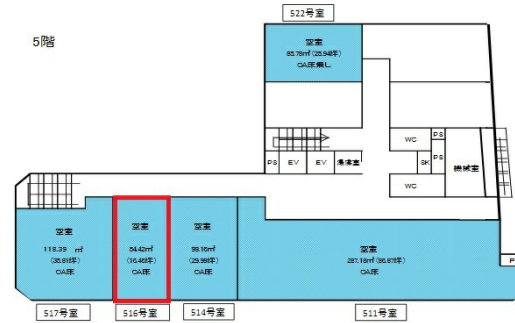 522号室
5階
空室
85.76㎡(25.94坪)
OA床無し
WC
PS
PS
EV
EV
湯沸室
SK
PS
機械室
WC
空室
118.39 ㎡
(35.81坪)
OA床
空室
54.42㎡
(16.46坪)
OA床
空室
99.16㎡
(29.99坪)
OA床
空室
287.18㎡(86.87坪)
OA床
P
517号室
516号室
514号室
511号室